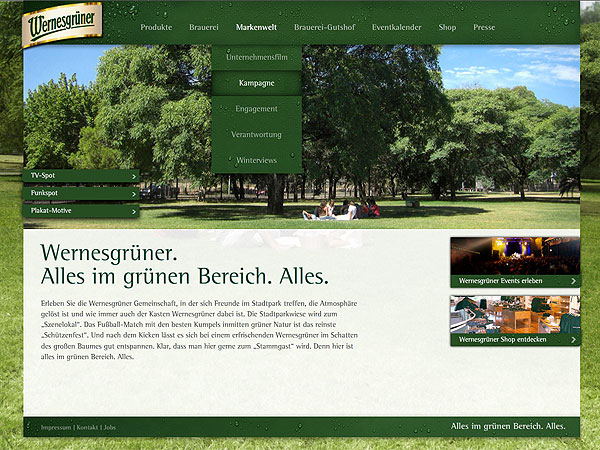 Wernesgrüner
Produkte Brauerei Markenwelt Brauerei-Gutshof Eventkalender Shop Presse
Unternehmensfilm
Kampagne
Engagement
Verantwortung
Winterviews
TV-Spot
Funkspot
Plakat-Motive
Wernesgrüner.
Alles im grünen Bereich. Alles.
Erleben Sie die Wernesgrüner Gemeinschaft, in der sich Freunde im Stadtpark treffen, die Atmosphäre
gelöst ist und wie immer auch der Kasten Wernesgrüner dabei ist. Die Stadtparkwiese wird zum
„Szenelokal“. Das Fußball-Match mit den besten Kumpels inmitten grüner Natur ist das reinste
„Schützenfest“. Und nach dem Kicken lässt es sich bei einem erfrischenden Wernesgrüner im Schatten
des großen Baumes gut entspannen. Klar, dass man hier gerne zum „Stammgast“ wird. Denn hier ist
alles im grünen Bereich. Alles.
Wernesgrüner Events erleben
Wernesgrüner Shop entdecken
Impressum | Kontakt | Jobs
Alles im grünen Bereich. Alles.